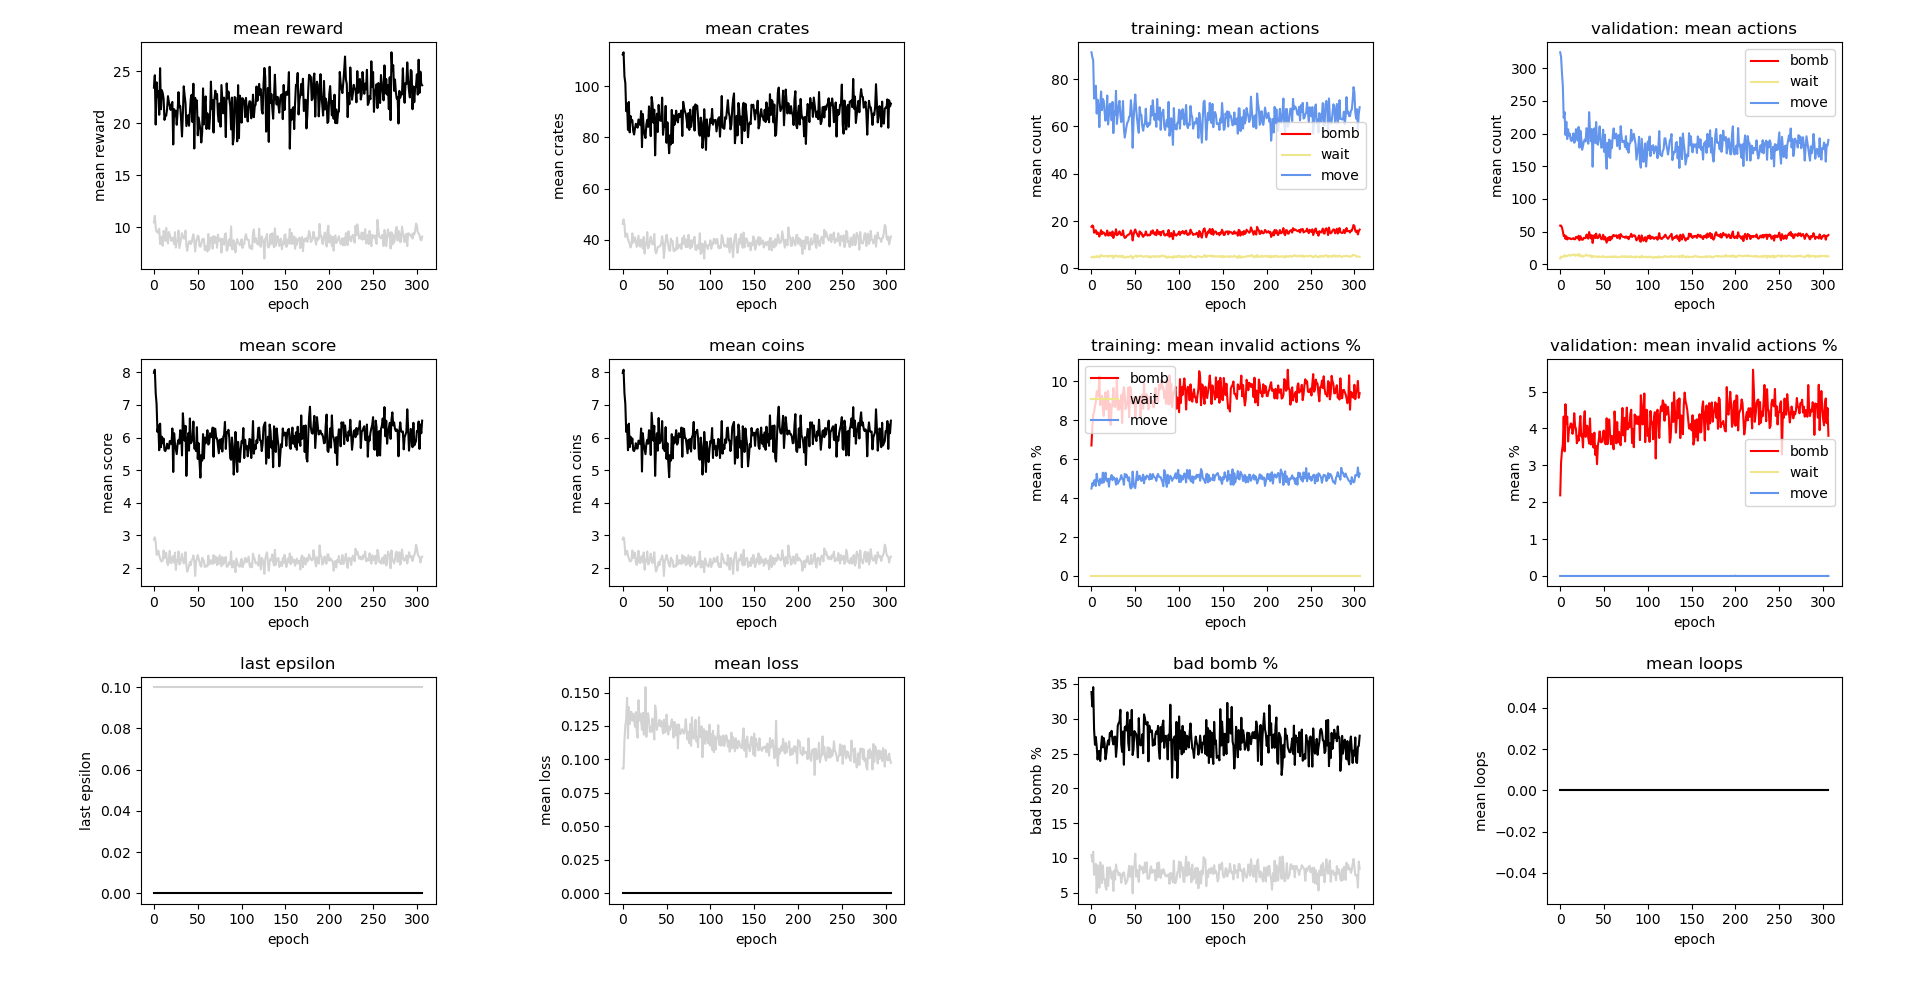 mean reward
mean reward
25
20
15
10
0 50 100 150 200 250 300
epoch
mean crates
mean crates
100
80
60
40
0 50 100 150 200 250 300
epoch
training: mean actions
mean count
80
60
40
20
0
bomb
wait
move
0 50 100 150 200 250 300
epoch
validation: mean actions
mean count
300
250
200
150
100
50
0
bomb
wait
move
0 50 100 150 200 250 300
epoch
mean score
mean score
8
7
6
5
4
3
2
0 50 100 150 200 250 300
epoch
mean coins
mean coins
8
7
6
5
4
3
2
0 50 100 150 200 250 300
epoch
training: mean invalid actions %
mean %
10
8
6
4
2
0
bomb
wait
move
0 50 100 150 200 250 300
epoch
validation: mean invalid actions %
mean %
5
4
3
2
1
0
bomb
wait
move
0 50 100 150 200 250 300
epoch
last epsilon
last epsilon
0.10
0.08
0.06
0.04
0.02
0.00
0 50 100 150 200 250 300
epoch
mean loss
mean loss
0.150
0.125
0.100
0.075
0.050
0.025
0.000
0 50 100 150 200 250 300
epoch
bad bomb %
bad bomb %
35
30
25
20
15
10
5
0 50 100 150 200 250 300
epoch
mean loops
mean loops
0.04
0.02
0.00
−0.02
−0.04
0 50 100 150 200 250 300
epoch